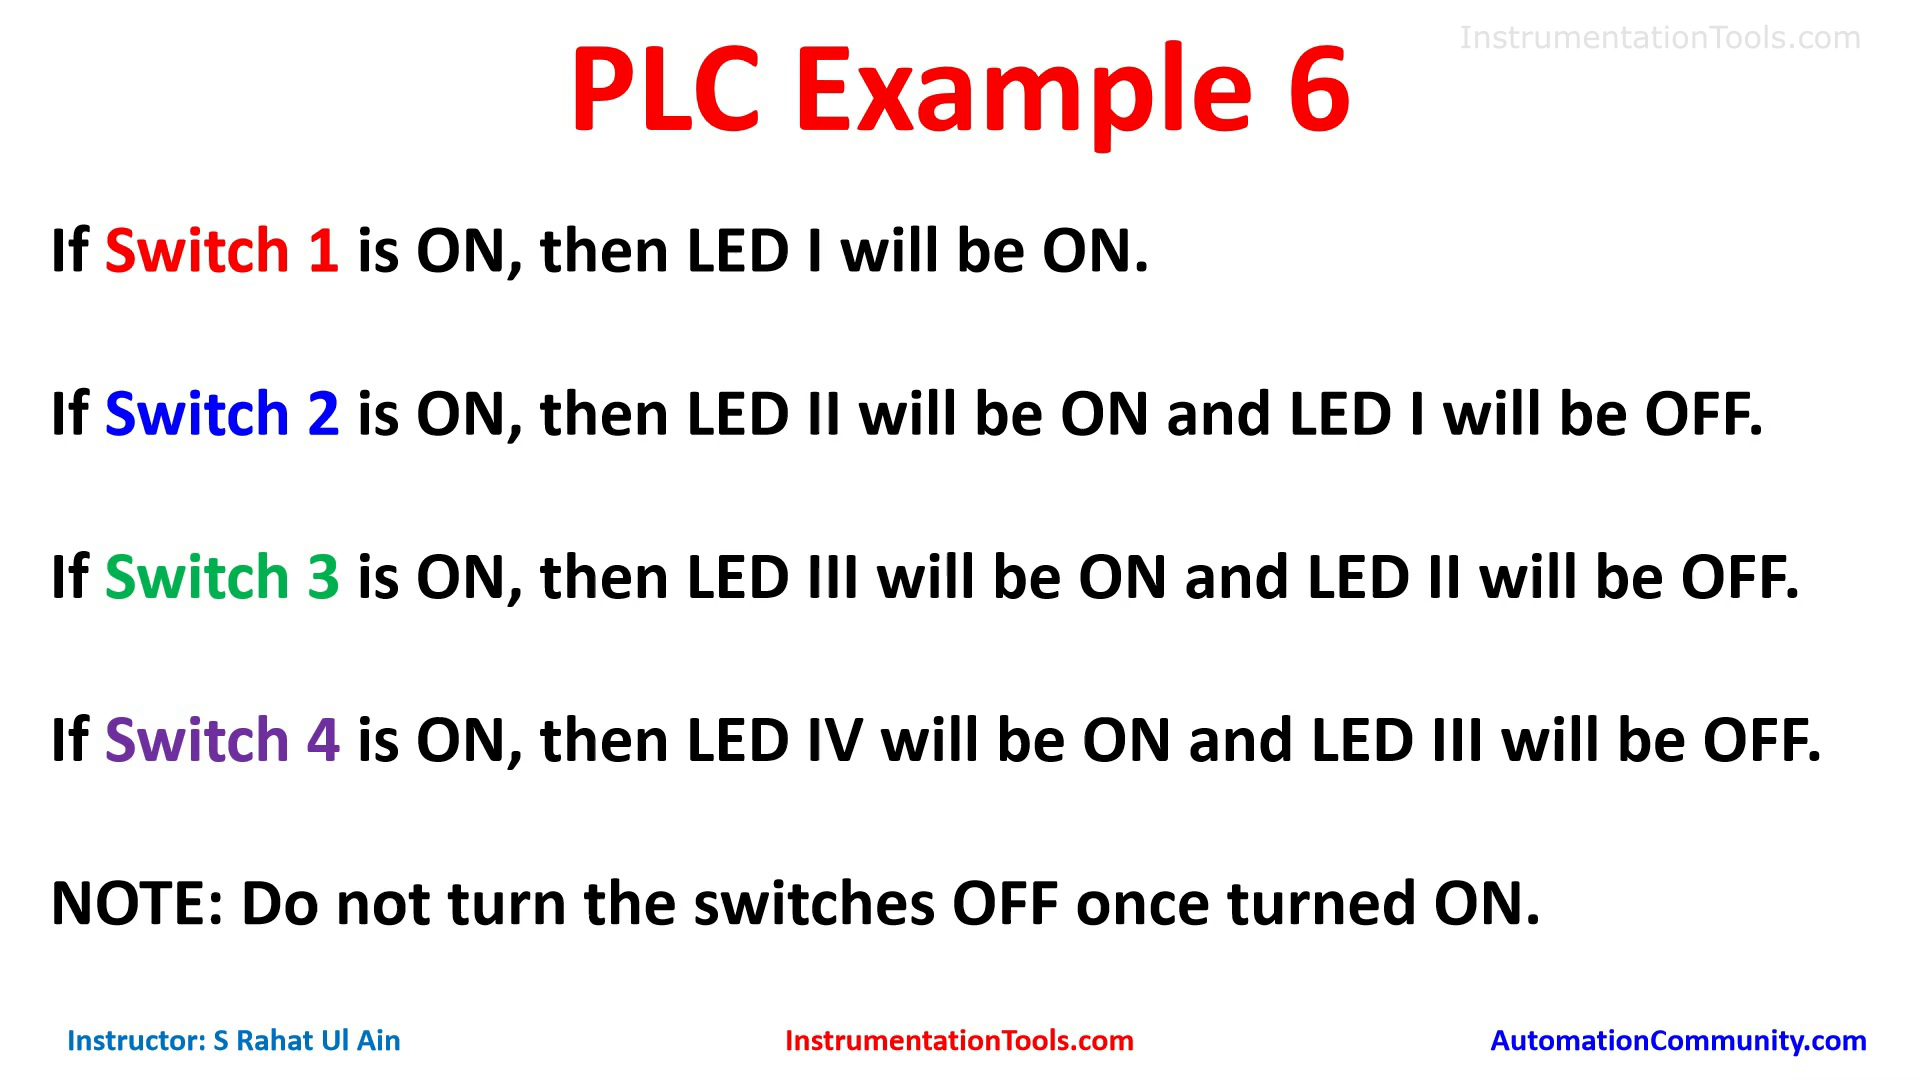 InstrumentationTools.com
PLC Example 6
If Switch 1 is ON, then LED I will be ON.
If Switch 2 is ON, then LED II will be ON and LED I will be OFF.
If Switch 3 is ON, then LED III will be ON and LED II will be OFF.
If Switch 4 is ON, then LED IV will be ON and LED III will be OFF.
NOTE: Do not turn the switches OFF once turned ON.
Instructor: S Rahat Ul Ain
InstrumentationTools.com
AutomationCommunity.com